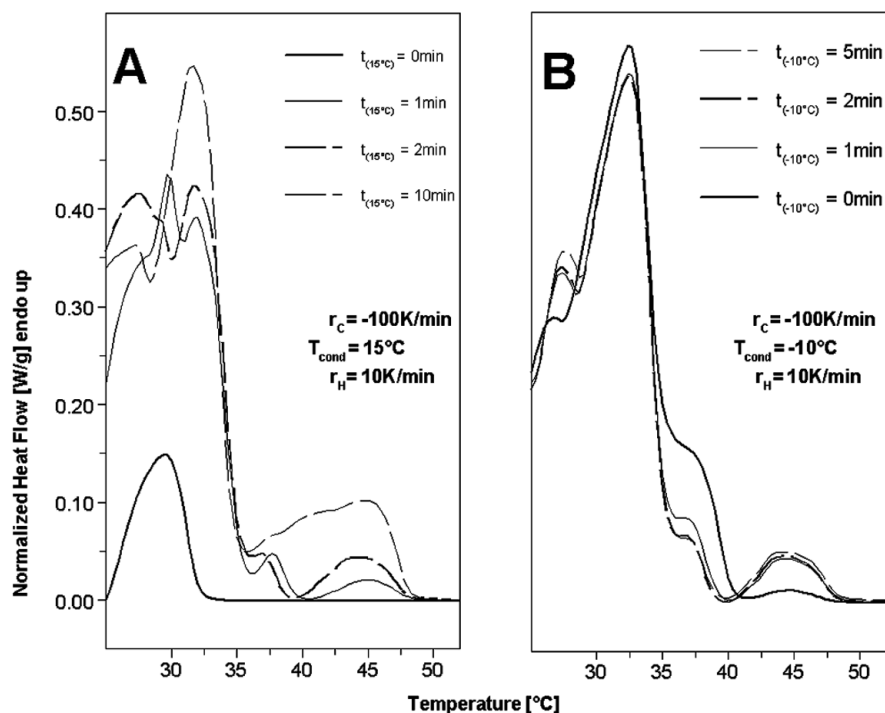 A
t(15°C) = 0min
t(15°C) = 1min
t(15°C) = 2min
t(15°C) = 10min
rC = -100K/min
Tcond = 15°C
rH = 10K/min
B
t(-10°C) = 5min
t(-10°C) = 2min
t(-10°C) = 1min
t(-10°C) = 0min
rC = -100K/min
Tcond = -10°C
rH = 10K/min
Normalized Heat Flow [W/g] endo up
0.50
0.40
0.30
0.20
0.10
0.00
30 35 40 45 50
30 35 40 45 50
Temperature [°C]